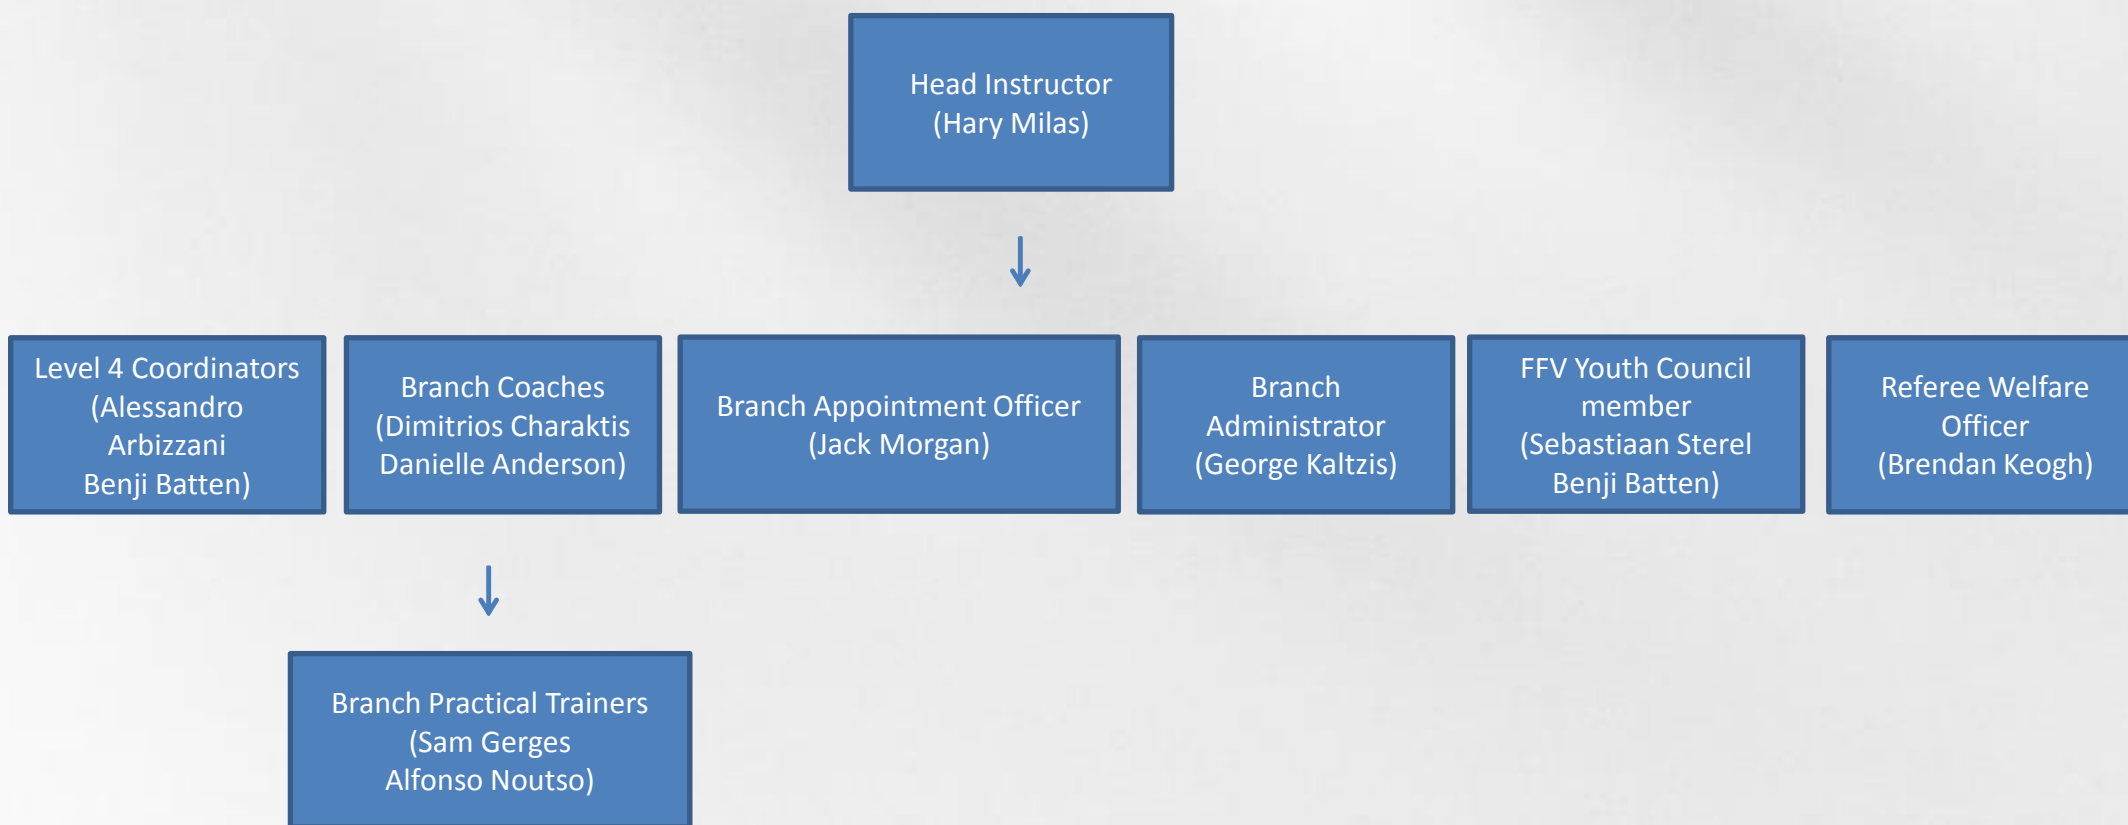 Head Instructor
(Hary Milas)
Level 4 Coordinators
(Alessandro
Arbizzani
Benji Batten)
Branch Coaches
(Dimitrios Charaktis
Danielle Anderson)
Branch Appointment Officer
(Jack Morgan)
Branch
Administrator
(George Kaltzis)
FFV Youth Council
member
(Sebastiaan Sterel
Benji Batten)
Referee Welfare
Officer
(Brendan Keogh)
Branch Practical Trainers
(Sam Gerges
Alfonso Noutso)